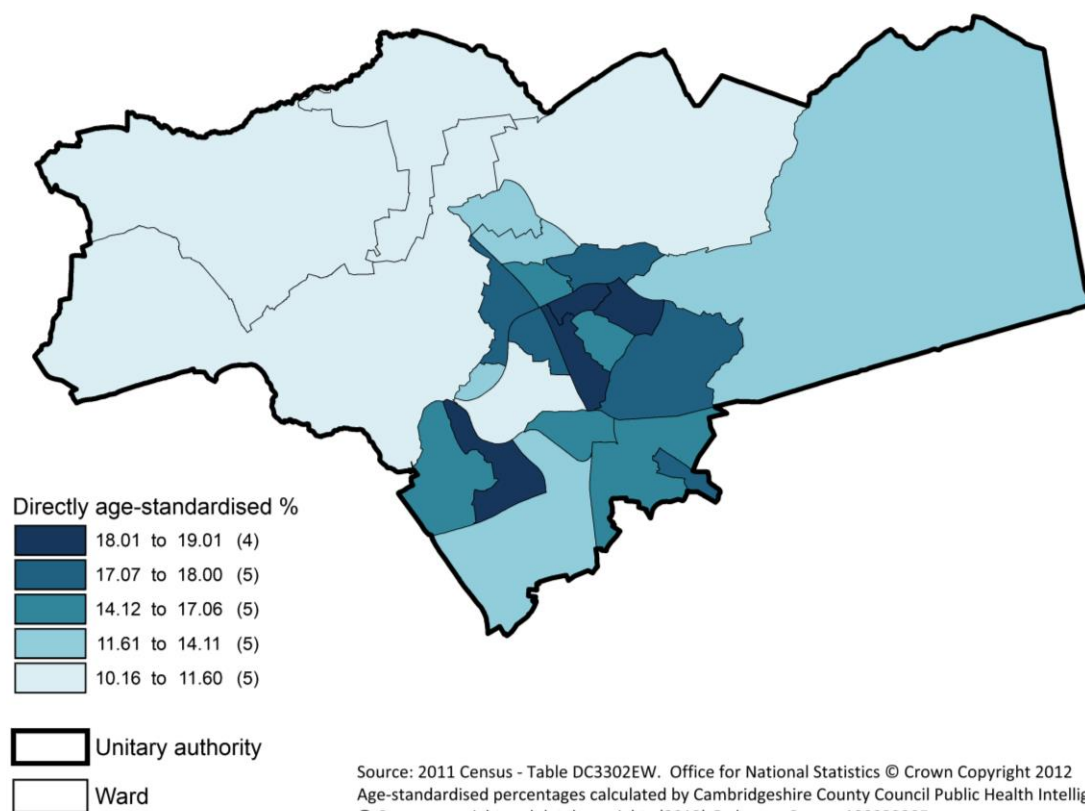 Directly age-standardised %
18.01 to 19.01 (4)
17.07 to 18.00 (5)
14.12 to 17.06 (5)
11.61 to 14.11 (5)
10.16 to 11.60 (5)
Unitary authority
Ward
Source: 2011 Census - Table DC3302EW. Office for National Statistics © Crown Copyright 2012
Age-standardised percentages calculated by Cambridgeshire County Council Public Health Intellig